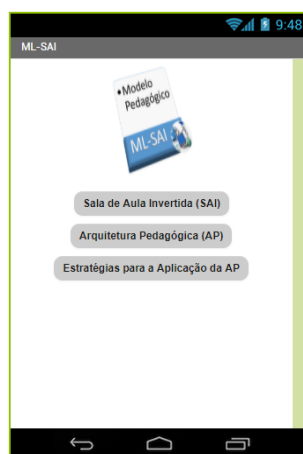 9:48
ML-SAI
•Modelo
Pedagógico
ML-SAI
Sala de Aula Invertida (SAI)
Arquitetura Pedagógica (AP)
Estratégias para a Aplicação da AP